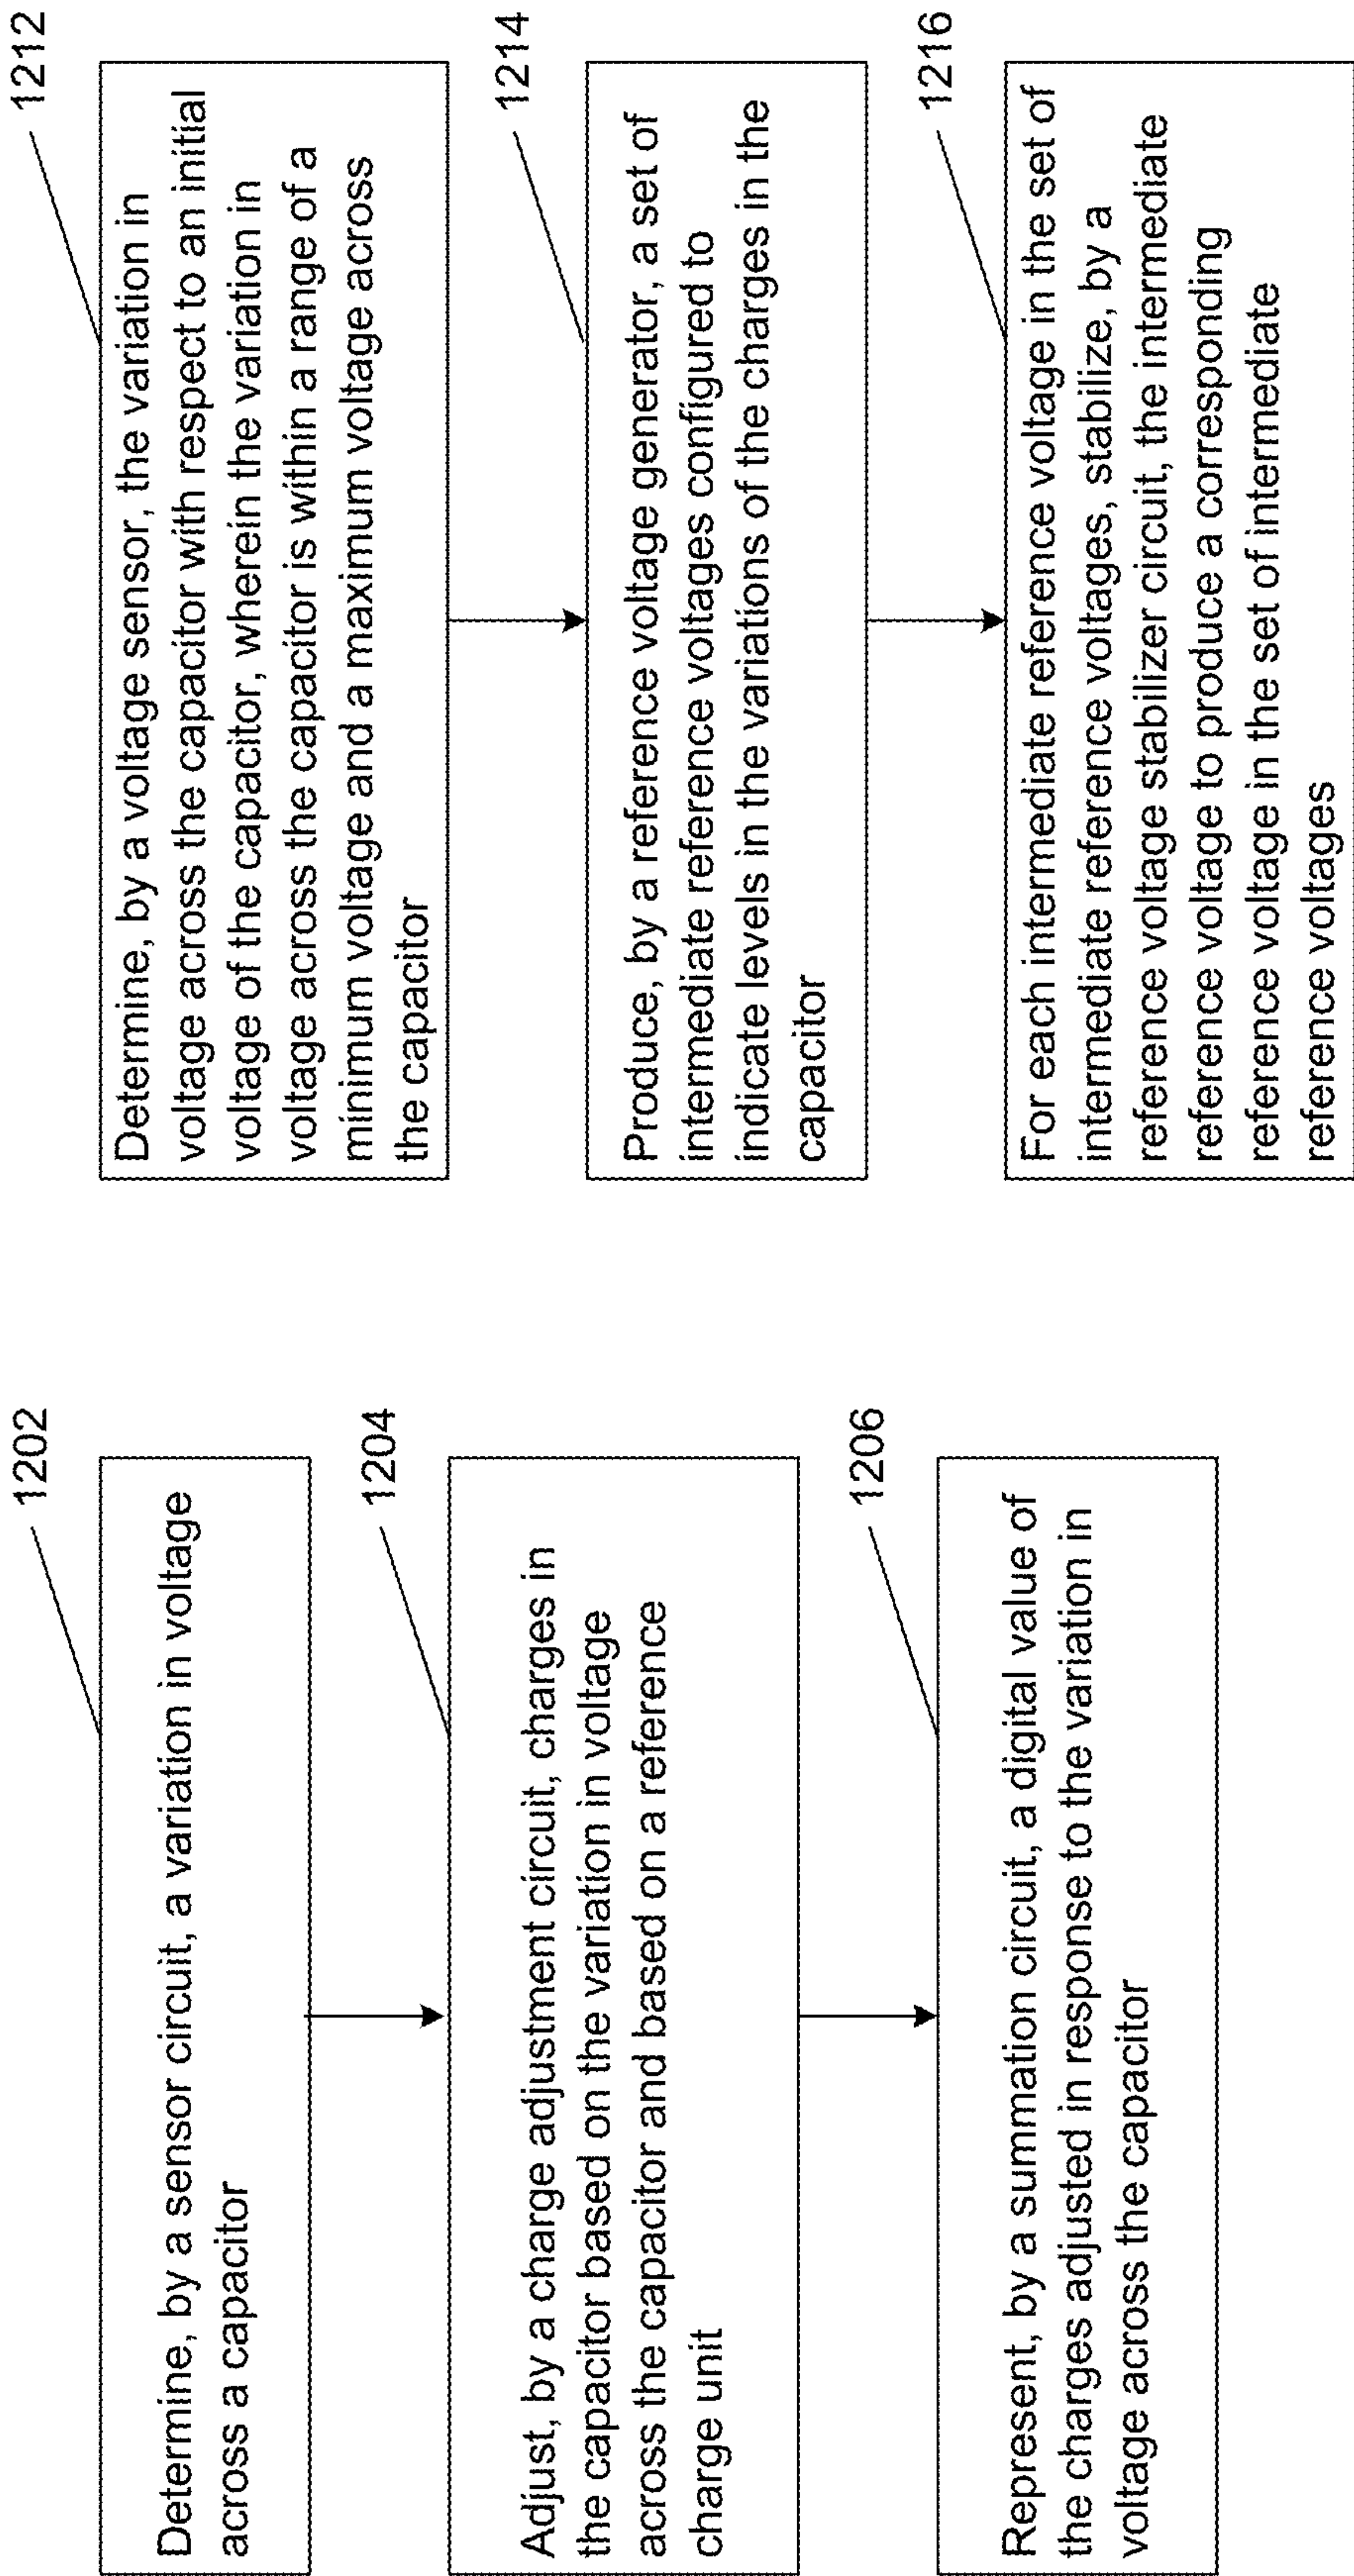 1202
Determine, by a sensor circuit, a variation in voltage
across a capacitor
1204
Adjust, by a charge adjustment circuit, charges in
the capacitor based on the variation in voltage
across the capacitor and based on a reference
charge unit
1206
Represent, by a summation circuit, a digital value of
the charges adjusted in response to the variation in
voltage across the capacitor
1212
Determine, by a voltage sensor, the variation in
voltage across the capacitor with respect to an initial
voltage of the capacitor, wherein the variation in
voltage across the capacitor is within a range of a
minimum voltage and a maximum voltage across
the capacitor
1214
Produce, by a reference voltage generator, a set of
intermediate reference voltages configured to
indicate levels in the variations of the charges in the
capacitor
1216
For each intermediate reference voltage in the set of
intermediate reference voltages, stabilize, by a
reference voltage stabilizer circuit, the intermediate
reference voltage to produce a corresponding
reference voltage in the set of intermediate
reference voltages